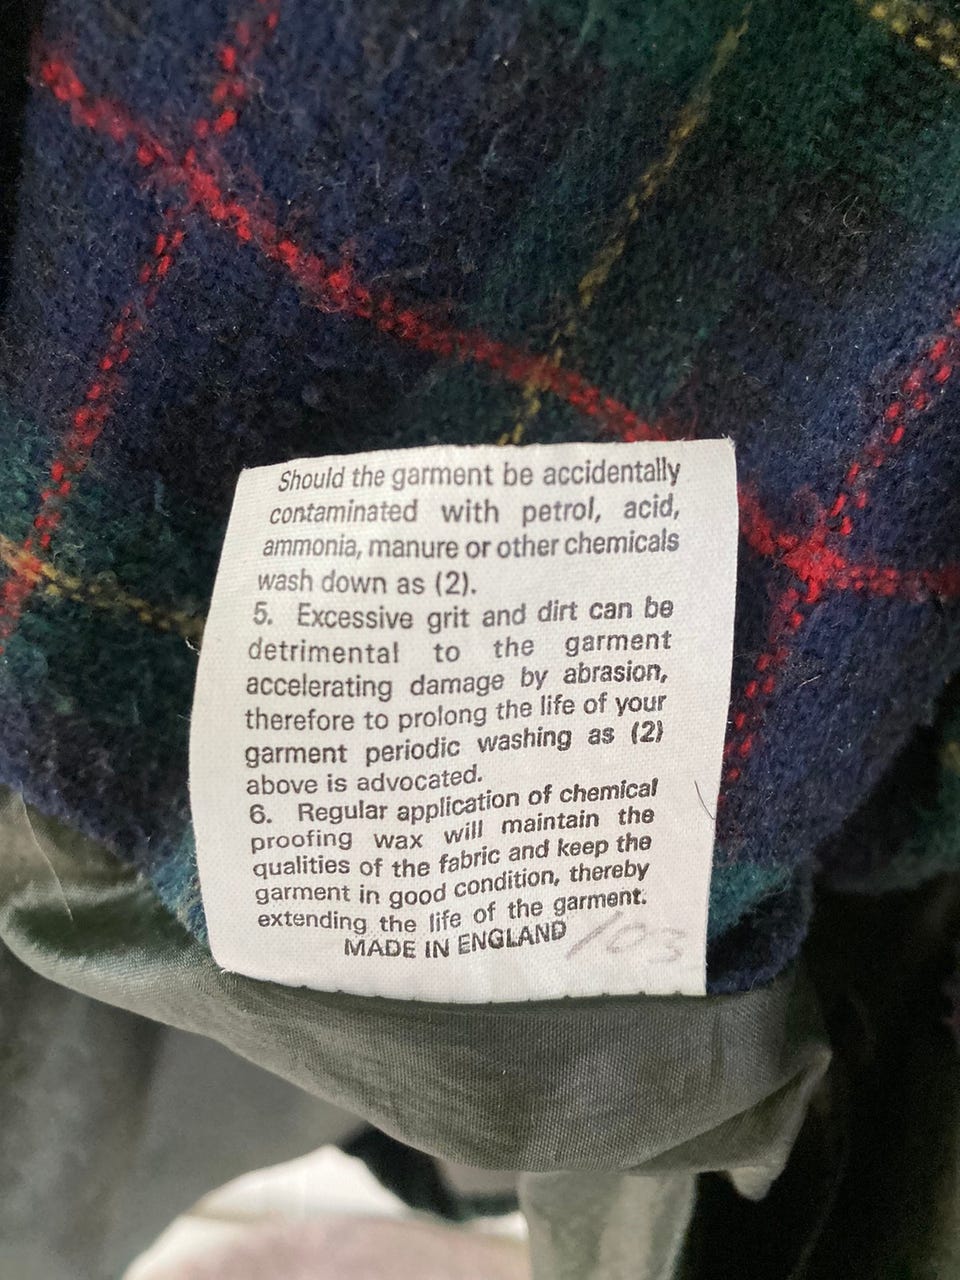 Should the garment be accidentally
contaminated with petrol, acid,
ammonia, manure or other chemicals
wash down as (2).
5. Excessive grit and dirt can be
detrimental to the garment
accelerating damage by abrasion,
therefore to prolong the life of your
garment periodic washing as (2)
above is advocated.
6. Regular application of chemical
proofing wax will maintain the
qualities of the fabric and keep the
garment in good condition, thereby
extending the life of the garment.
MADE IN ENGLAND 103